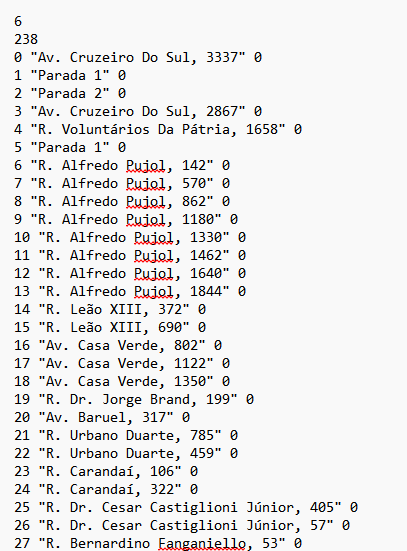 6
238
0 "Av. Cruzeiro Do Sul, 3337" 0
1 "Parada 1" 0
2 "Parada 2" 0
3 "Av. Cruzeiro Do Sul, 2867" 0
4 "R. Voluntários Da Pátria, 1658" 0
5 "Parada 1" 0
6 "R. Alfredo Pujol, 142" 0
7 "R. Alfredo Pujol, 570" 0
8 "R. Alfredo Pujol, 862" 0
9 "R. Alfredo Pujol, 1180" 0
10 "R. Alfredo Pujol, 1330" 0
11 "R. Alfredo Pujol, 1462" 0
12 "R. Alfredo Pujol, 1640" 0
13 "R. Alfredo Pujol, 1844" 0
14 "R. Leão XIII, 372" 0
15 "R. Leão XIII, 690" 0
16 "Av. Casa Verde, 802" 0
17 "Av. Casa Verde, 1122" 0
18 "Av. Casa Verde, 1350" 0
19 "R. Dr. Jorge Brand, 199" 0
20 "Av. Baruel, 317" 0
21 "R. Urbano Duarte, 785" 0
22 "R. Urbano Duarte, 459" 0
23 "R. Carandaí, 106" 0
24 "R. Carandaí, 322" 0
25 "R. Dr. Cesar Castiglioni Júnior, 405" 0
26 "R. Dr. Cesar Castiglioni Júnior, 57" 0
27 "R. Bernardino Fanganiello, 53" 0